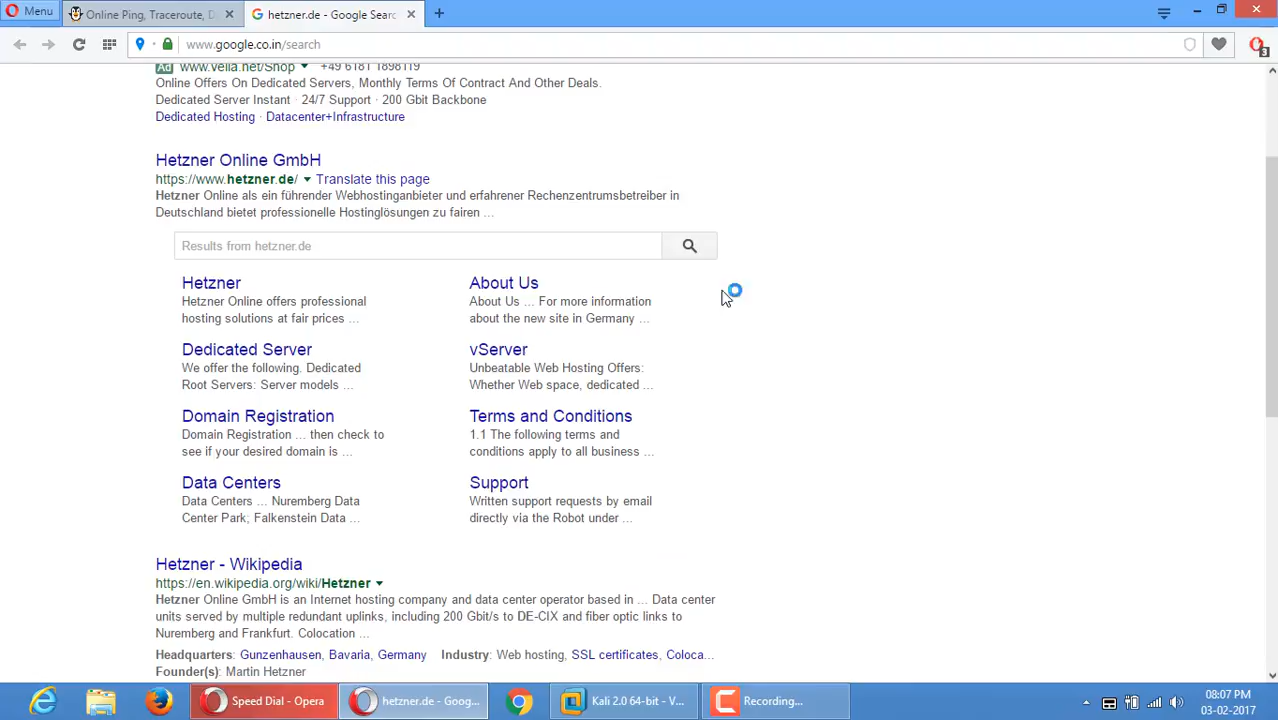 Menu
Online Ping, Traceroute, D
hetzner.de - Google Searc
www.google.co.in/search
3
Ad www.velia.net/Shop +49 6181 1898119
Online Offers On Dedicated Servers, Monthly Terms Of Contract And Other Deals.
Dedicated Server Instant · 24/7 Support · 200 Gbit Backbone
Dedicated Hosting · Datacenter+Infrastructure
Hetzner Online GmbH
https://www.hetzner.de/ Translate this page
Hetzner Online als ein führender Webhostinganbieter und erfahrener Rechenzentrumsbetreiber in
Deutschland bietet professionelle Hostinglösungen zu fairen ...
Results from hetzner.de
Hetzner
Hetzner Online offers professional
hosting solutions at fair prices ...
About Us
About Us ... For more information
about the new site in Germany ...
Dedicated Server
We offer the following. Dedicated
Root Servers: Server models ...
vServer
Unbeatable Web Hosting Offers:
Whether Web space, dedicated ...
Domain Registration
Domain Registration ... then check to
see if your desired domain is ...
Terms and Conditions
1.1 The following terms and
conditions apply to all business ...
Data Centers
Data Centers ... Nuremberg Data
Center Park; Falkenstein Data ...
Support
Written support requests by email
directly via the Robot under ...
Hetzner - Wikipedia
https://en.wikipedia.org/wiki/Hetzner
Hetzner Online GmbH is an Internet hosting company and data center operator based in ... Data center
units served by multiple redundant uplinks, including 200 Gbit/s to DE-CIX and fiber optic links to
Nuremberg and Frankfurt. Colocation ...
Headquarters: Gunzenhausen, Bavaria, Germany Industry: Web hosting, SSL certificates, Coloca...
Founder(s): Martin Hetzner
Speed Dial - Opera
hetzner.de - Goog...
Kali 2.0 64-bit - V...
Recording...
08:07 PM
03-02-2017